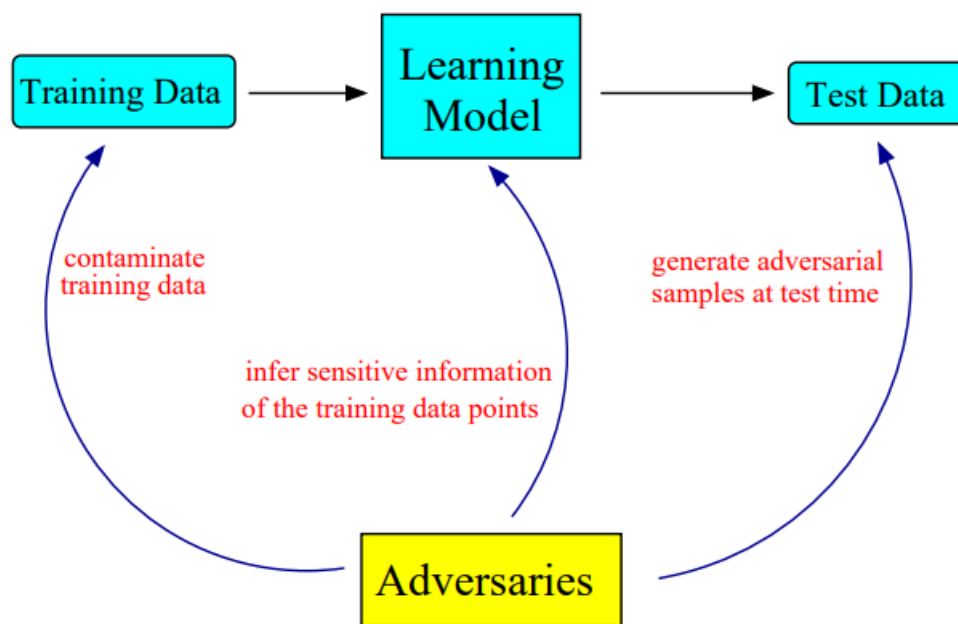 Training Data
Learning
Model
Test Data
contaminate
training data
generate adversarial
samples at test time
infer sensitive information
of the training data points
Adversaries